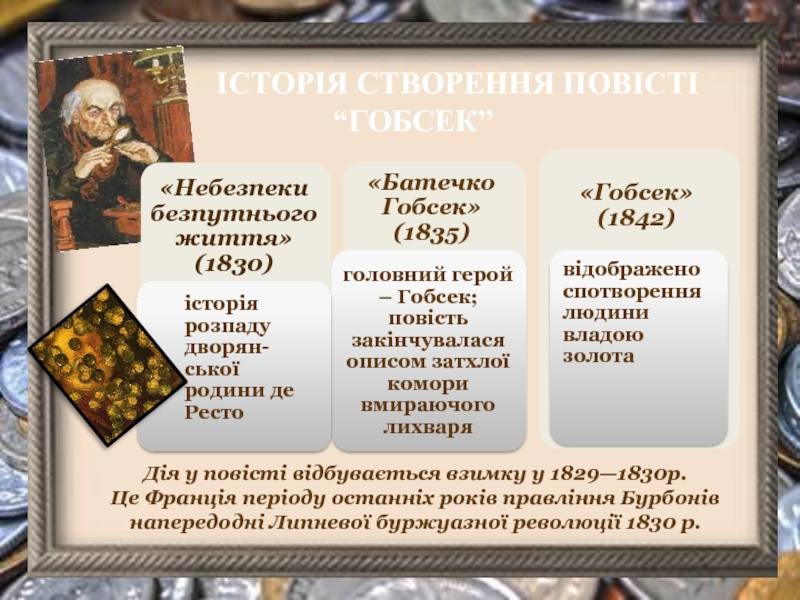 ІСТОРІЯ СТВОРЕННЯ ПОВІСТІ
“ГОБСЕК”
«Небезпеки
безпутнього
життя»
(1830)
історія
розпаду
дворян-
ської
родини де
Ресто
«Батечко
Гобсек»
(1835)
головний герой
– Гобсек;
повість
закінчувалася
описом затхлої
комори
вмираючого
лихваря
«Гобсек»
(1842)
відображено
спотворення
людини
владою
золота
Дія у повісті відбувається взимку у 1829—1830р.
Це Франція періоду останніх років правління Бурбонів
напередодні Липневої буржуазної революції 1830 р.